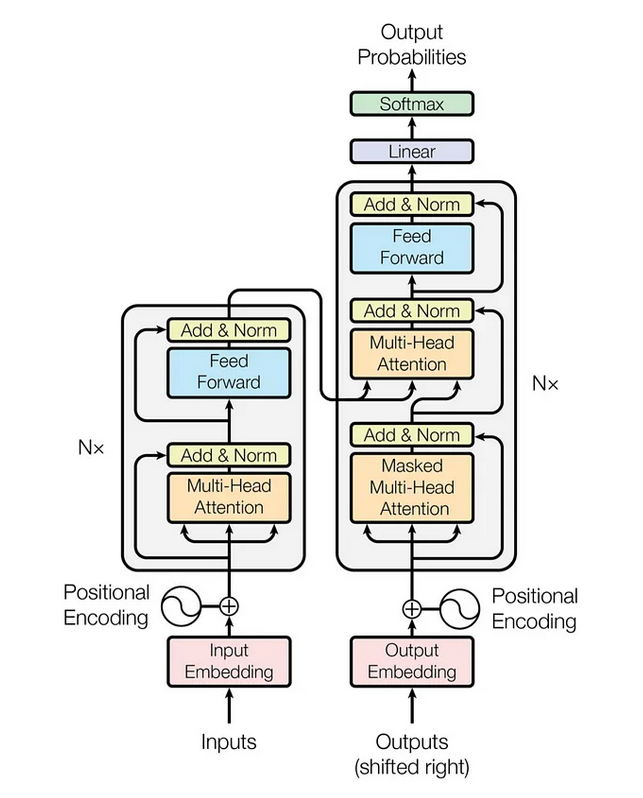 Output
Probabilities
Softmax
Linear
Add & Norm
Feed
Forward
Add & Norm
Multi-Head
Attention
Add & Norm
Masked
Multi-Head
Attention
Nx
Add & Norm
Feed
Forward
Add & Norm
Multi-Head
Attention
Nx
Positional
Encoding
Input
Embedding
Inputs
Positional
Encoding
Output
Embedding
Outputs
(shifted right)